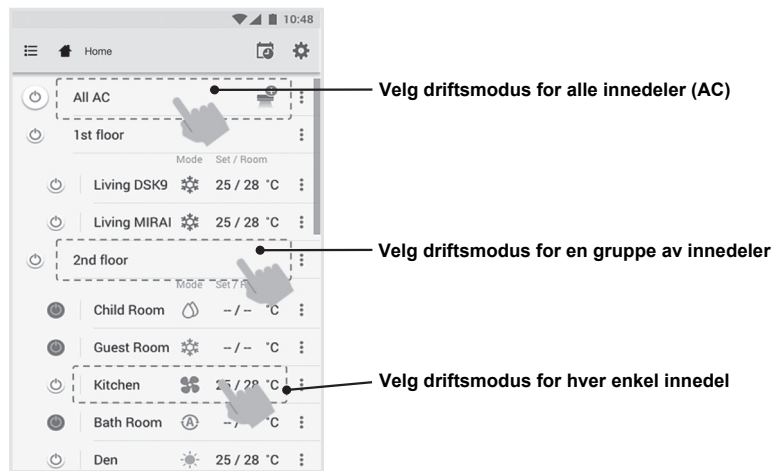 10:48
Home
All AC
Velg driftsmodus for alle innedeler (AC)
1st floor
Mode Set / Room
Living DSK9 25 / 28 °C
Living MIRAI 25 / 28 °C
2nd floor
Velg driftsmodus for en gruppe av innedeler
Mode Set /
Child Room -- / -- °C
Guest Room -- / -- °C
Kitchen 25 / 28 °C
Velg driftsmodus for hver enkel innedel
Bath Room A -- / °C
Den 25 / 28 °C